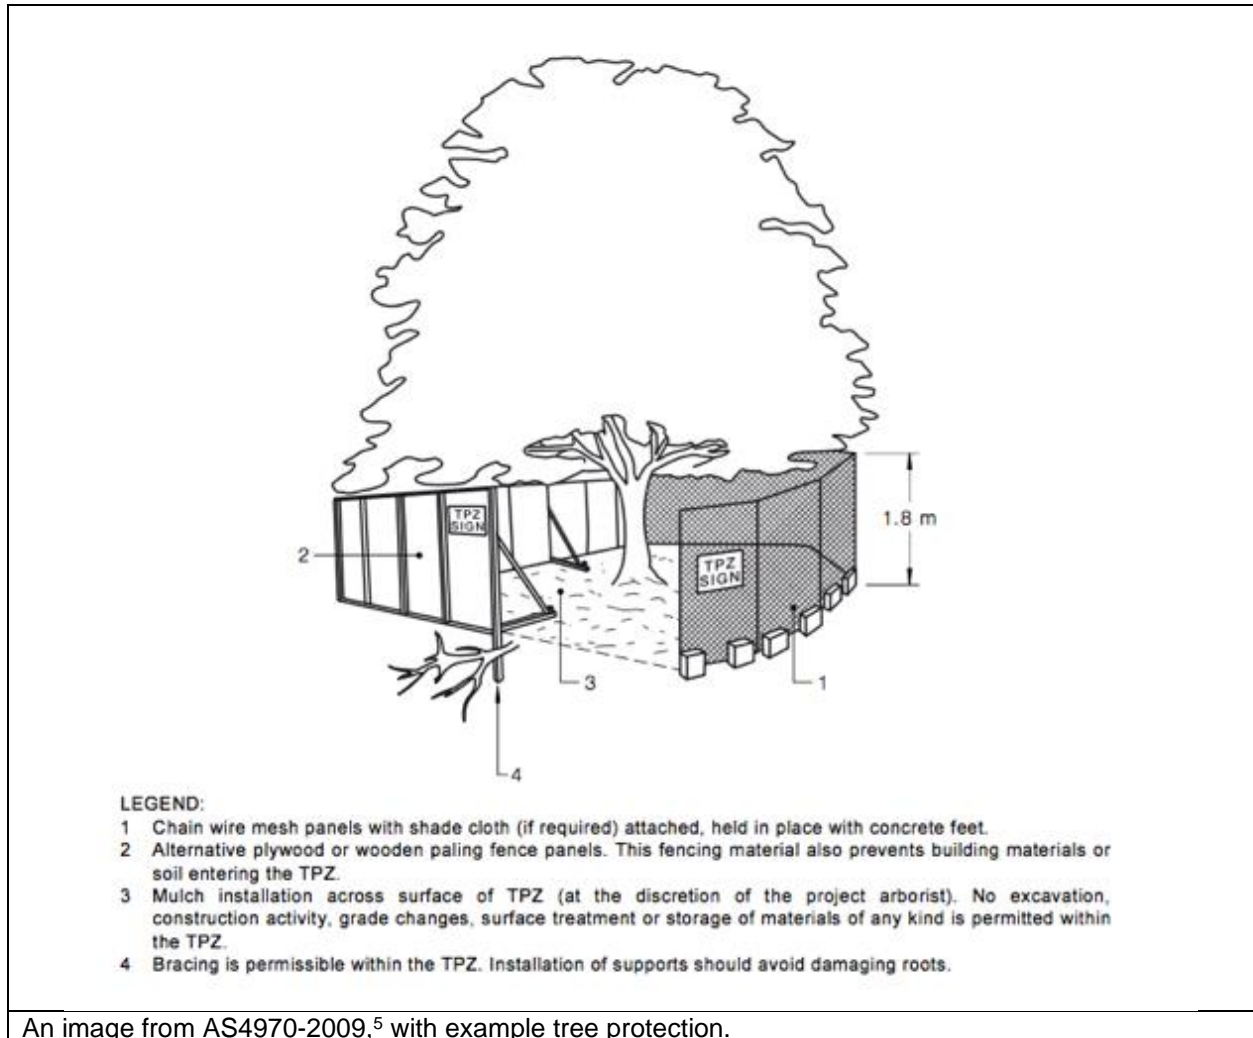 TPZ
SIGN
1.8 m
2
TPZ
SIGN
3
1
4
LEGEND:
1 Chain wire mesh panels with shade cloth (if required) attached, held in place with concrete feet.
2 Alternative plywood or wooden paling fence panels. This fencing material also prevents building materials or
soil entering the TPZ.
3 Mulch installation across surface of TPZ (at the discretion of the project arborist). No excavation,
construction activity, grade changes, surface treatment or storage of materials of any kind is permitted within
the TPZ.
4 Bracing is permissible within the TPZ. Installation of supports should avoid damaging roots.
An image from AS4970-2009,⁵ with example tree protection.